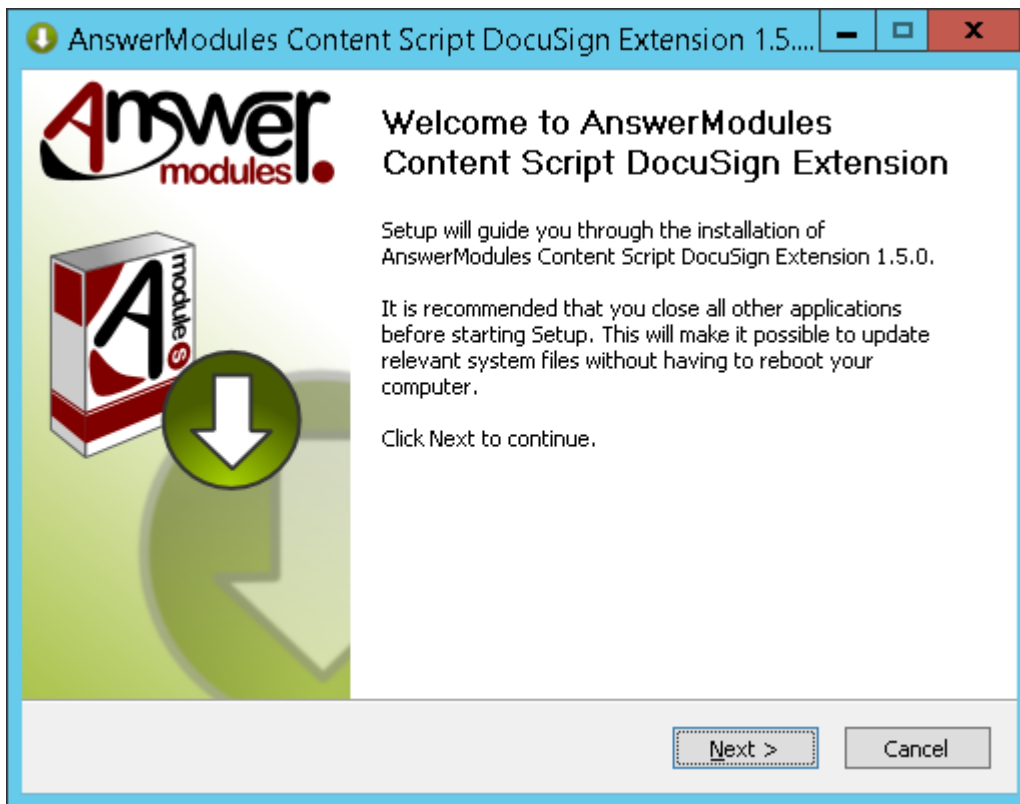 AnswerModules Content Script DocuSign Extension 1.5....
Answer
modules
Welcome to AnswerModules
Content Script DocuSign Extension
Setup will guide you through the installation of
AnswerModules Content Script DocuSign Extension 1.5.0.
It is recommended that you close all other applications
before starting Setup. This will make it possible to update
relevant system files without having to reboot your
computer.
Click Next to continue.
A
module s
Next >
Cancel